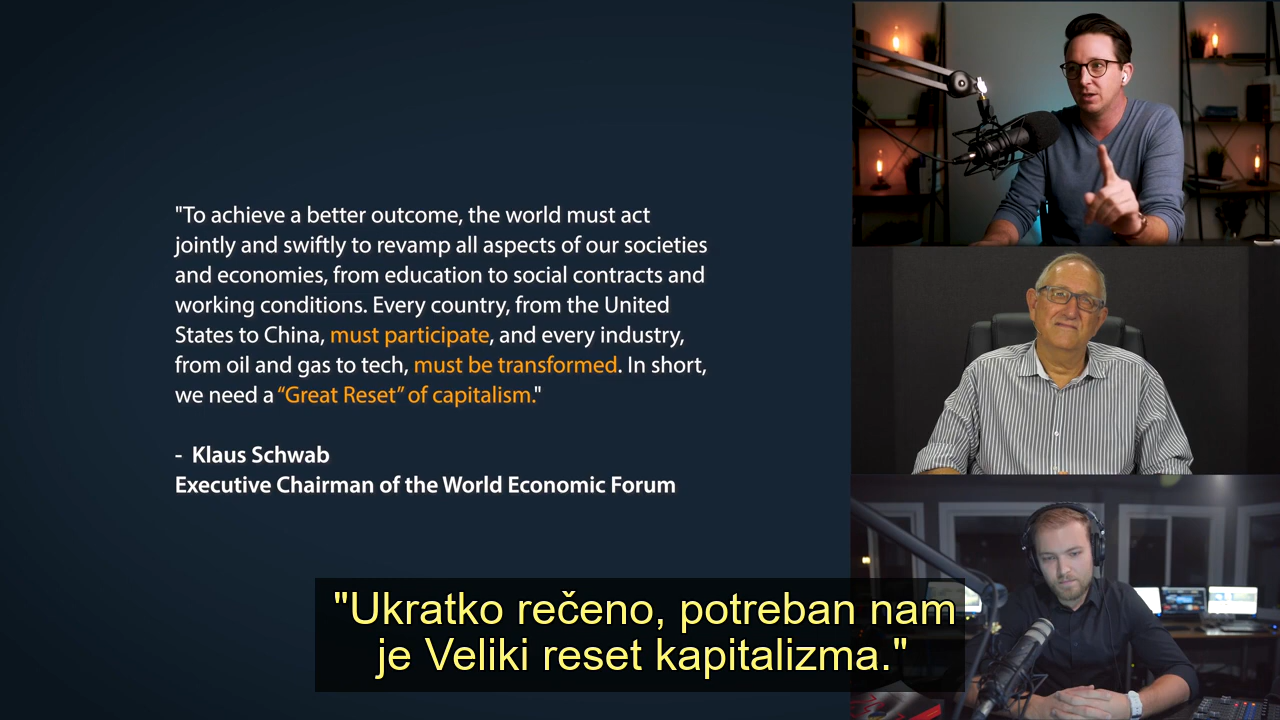 "To achieve a better outcome, the world must act
jointly and swiftly to revamp all aspects of our societies
and economies, from education to social contracts and
working conditions. Every country, from the United
States to China, must participate, and every industry,
from oil and gas to tech, must be transformed. In short,
we need a “Great Reset” of capitalism."
- Klaus Schwab
Executive Chairman of the World Economic Forum
"Ukratko rečeno, potreban nam
je Veliki reset kapitalizma."